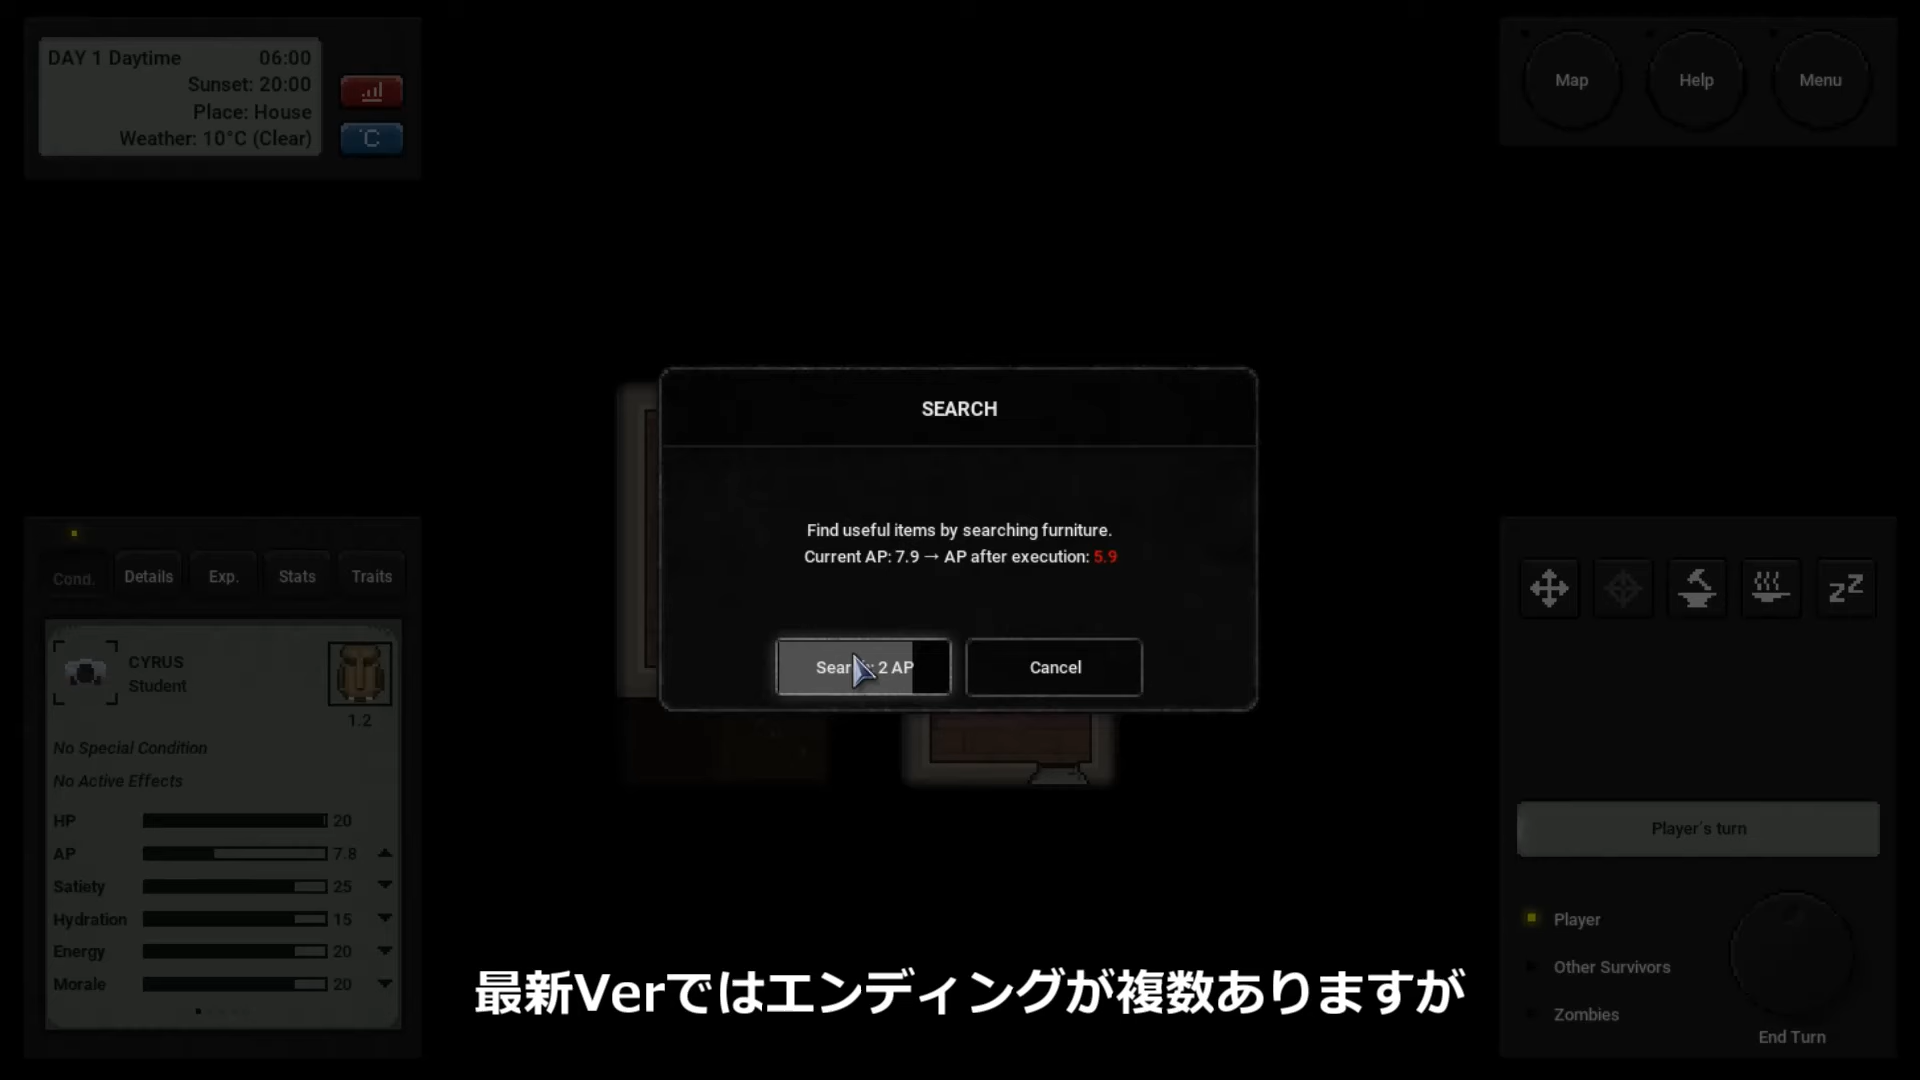 DAY 1 Daytime 06:00
Sunset: 20:00
Place: House
Weather: 10°C (Clear)
°C
Map
Help
Menu
SEARCH
Find useful items by searching furniture.
Current AP: 7.9 → AP after execution: 5.9
Search: 2 AP
Cancel
Cond.
Details
Exp.
Stats
Traits
CYRUS
Student
1.2
No Special Condition
No Active Effects
HP 20
AP 7.8
Satiety 25
Hydration 15
Energy 20
Morale 20
zZ
Player's turn
Player
Other Survivors
Zombies
End Turn
最新Verではエンディングが複数ありますが